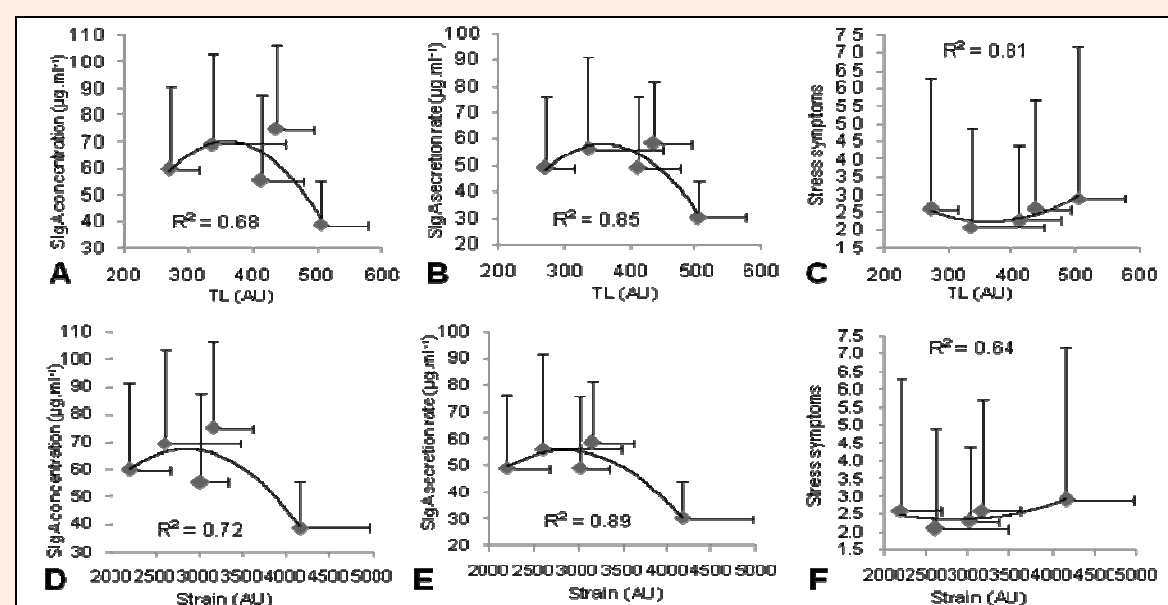 SIgA concentration (µg.ml⁻¹)
110
100
90
80
70
60
50
40
30
R² = 0.68
200 300 400 500 600
A
TL (AU)
SIgA secretion rate (µg.ml⁻¹)
100
90
80
70
60
50
40
30
20
R² = 0.85
200 300 400 500 600
B
TL (AU)
Stress symptoms
7 5
7 0
6 5
6 0
5 5
5 0
4 5
4 0
3 5
3 0
2 5
2 0
1 5
R² = 0.81
200 300 400 500 600
C
TL (AU)
SIgA concentration (µg.ml⁻¹)
110
100
90
80
70
60
50
40
30
R² = 0.72
2000 2500 3000 3500 4000 4500 5000
D
Strain (AU)
SIgA secretion rate (µg.ml⁻¹)
100
90
80
70
60
50
40
30
20
R² = 0.89
2000 2500 3000 3500 4000 4500 5000
E
Strain (AU)
Stress symptoms
7.5
7.0
6.5
6.0
5.5
5.0
4.5
4.0
3.5
3.0
2.5
2.0
1.5
R² = 0.64
2000 2500 3000 3500 4000 4500 5000
F
Strain (AU)